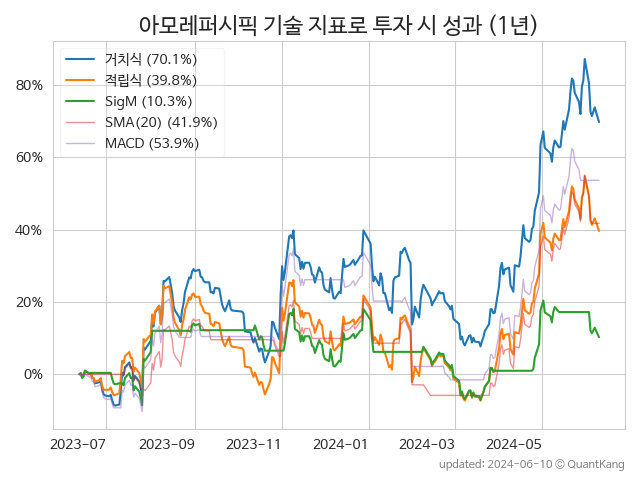 아모레퍼시픽 기술 지표로 투자 시 성과 (1년)
거치식 (70.1%)
적립식 (39.8%)
SigM (10.3%)
SMA(20) (41.9%)
MACD (53.9%)
80%
60%
40%
20%
0%
2023-07 2023-09 2023-11 2024-01 2024-03 2024-05
updated: 2024-06-10 © QuantKang